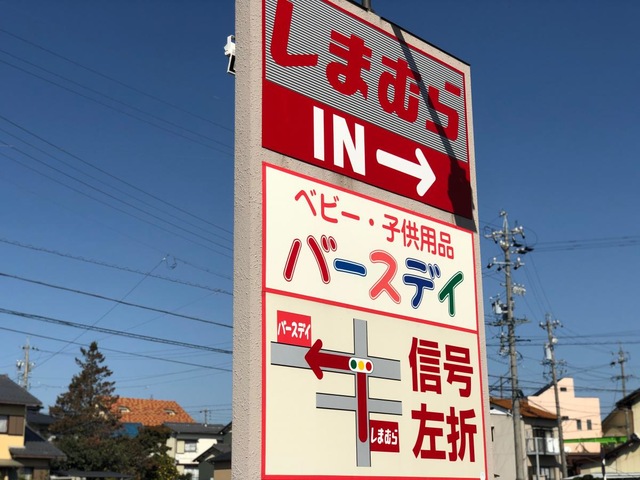 しまむら
IN→
ベビー・子供用品
バースデイ
バースデイ
信号
左折
しまむら